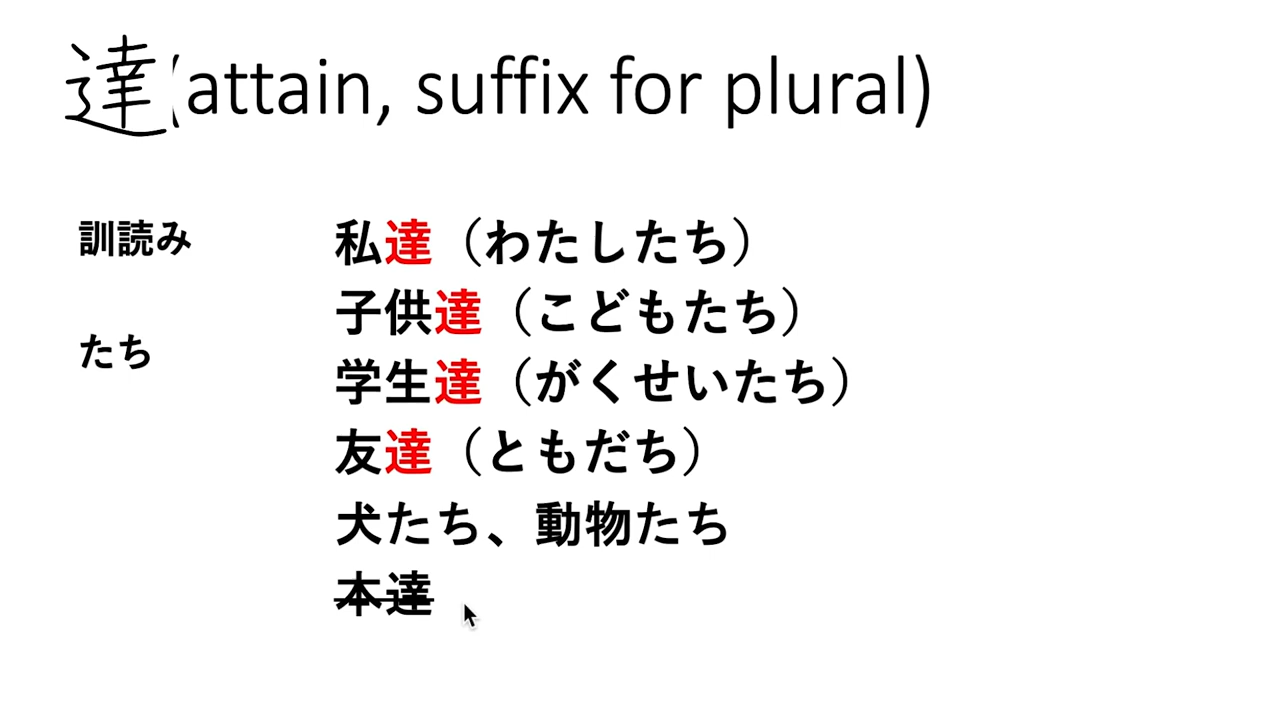 達(attain, suffix for plural)
訓読み
たち
私達（わたしたち）
子供達（こどもたち）
学生達（がくせいたち）
友達（ともだち）
犬たち、動物たち
本達